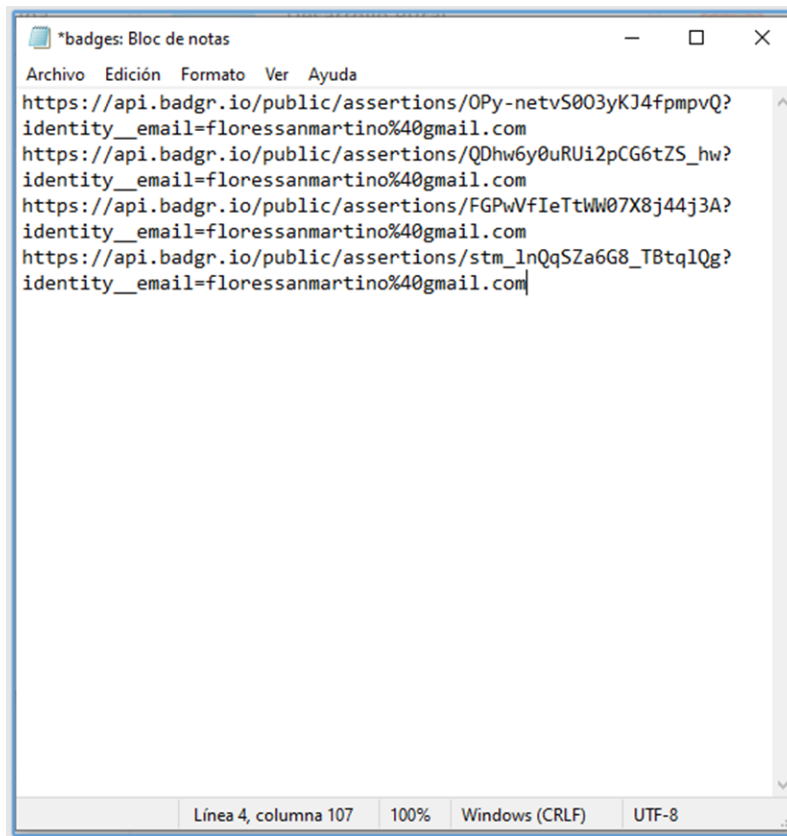 *badges: Bloc de notas
Archivo Edición Formato Ver Ayuda
https://api.badgr.io/public/assertions/OPy-netvS0O3yKJ4fpmpvQ?
identity__email=floressanmartino%40gmail.com
https://api.badgr.io/public/assertions/QDhw6y0uRUi2pCG6tZS_hw?
identity__email=floressanmartino%40gmail.com
https://api.badgr.io/public/assertions/FGPwVfIeTtWW07X8j44j3A?
identity__email=floressanmartino%40gmail.com
https://api.badgr.io/public/assertions/stm_lnQqSZa6G8_TBtqlQg?
identity__email=floressanmartino%40gmail.com
Línea 4, columna 107 100% Windows (CRLF) UTF-8